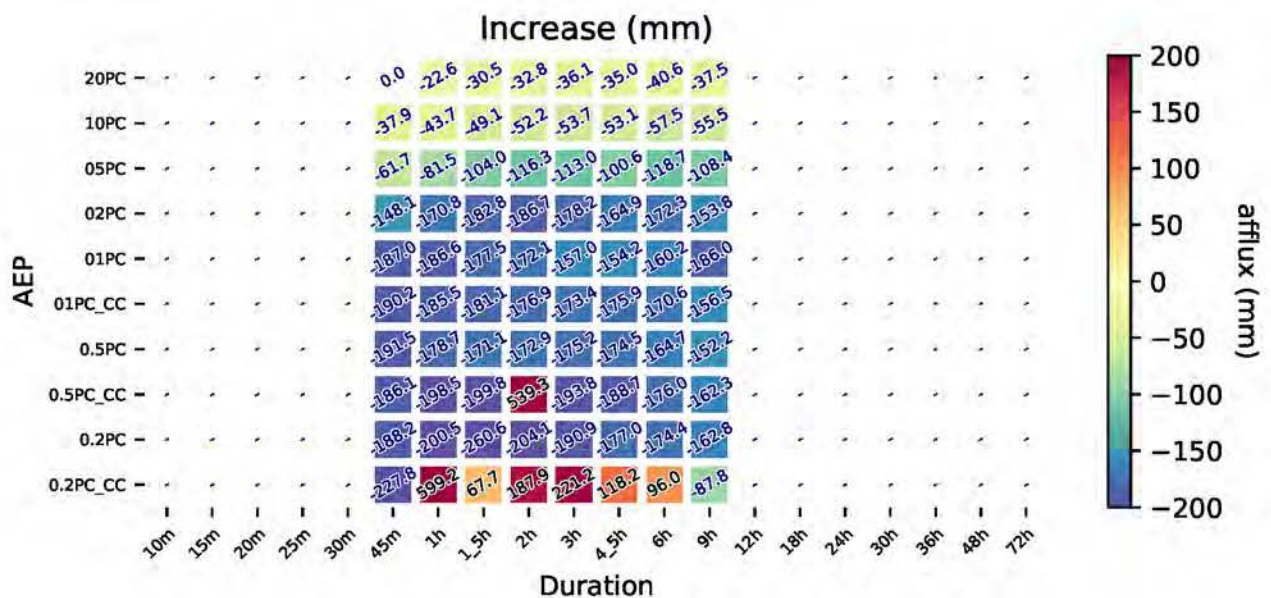 Increase (mm)
20PC 0.0 -22.6 -30.5 -32.8 -36.1 -35.0 -40.6 -37.5
10PC -37.9 -43.7 -49.1 -52.2 -53.7 -53.1 -57.5 -55.5
05PC -61.7 -81.5 -104.0 -116.3 -113.0 -100.6 -118.7 -108.4
02PC -148.1 -170.8 -182.8 -186.7 -178.2 -164.9 -172.3 -153.8
01PC -187.0 -186.6 -177.5 -172.1 -157.0 -154.2 -160.2 -186.0
01PC_CC -190.2 -185.5 -181.1 -176.9 -173.4 -175.9 -170.6 -156.5
0.5PC -191.5 -178.7 -171.1 -172.9 -175.2 -174.5 -164.7 -152.2
0.5PC_CC -186.1 -198.5 -199.8 539.3 -193.8 -188.7 -176.0 -162.3
0.2PC -188.2 -200.5 -260.6 -204.1 -190.9 -177.0 -174.4 -162.8
0.2PC_CC -227.8 599.2 67.7 187.9 221.2 118.2 96.0 -87.8
AEP
10m 15m 20m 25m 30m 45m 1h 1_5h 2h 3h 4_5h 6h 9h 12h 18h 24h 30h 36h 48h 72h
Duration
200
150
100
50
0
−50
−100
−150
−200
afflux (mm)